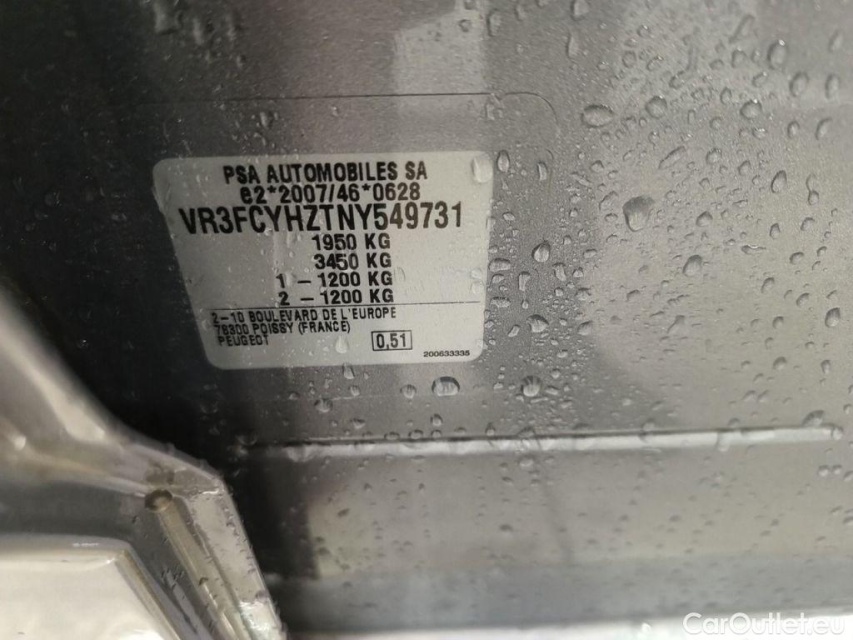 PSA AUTOMOBILES SA
e2*2007/46*0628
VR3FCYHZTNY549731
1950 KG
3450 KG
1 - 1200 KG
2 - 1200 KG
2-10 BOULEVARD DE L'EUROPE
78300 POISSY (FRANCE)
PEUGEOT
0,51
200633335
CarOutlet.eu